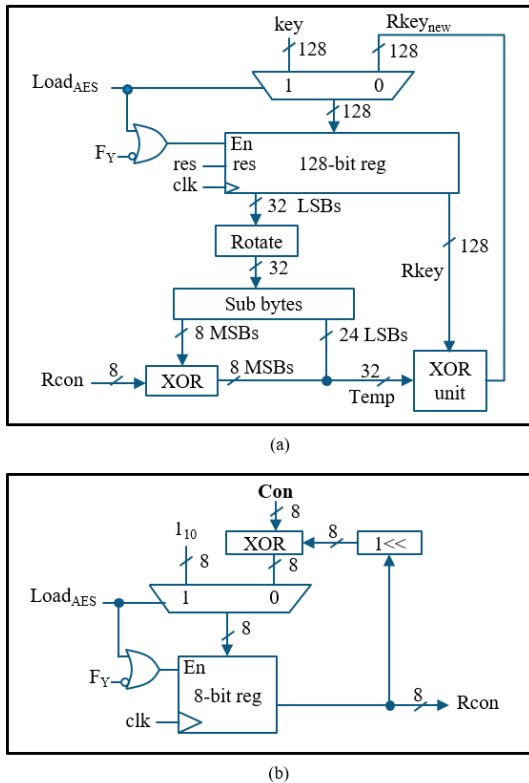 key
Rkeynew
128
128
LoadAES
1
0
128
En
FY
res
res
128-bit reg
clk
32 LSBs
Rotate
128
32
Rkey
Sub bytes
8 MSBs
24 LSBs
Rcon
8
XOR
8 MSBs
32
XOR
unit
Temp
(a)
Con
8
110
8
XOR
8
1<<
8
LoadAES
1
0
8
En
FY
8-bit reg
8
Rcon
clk
(b)